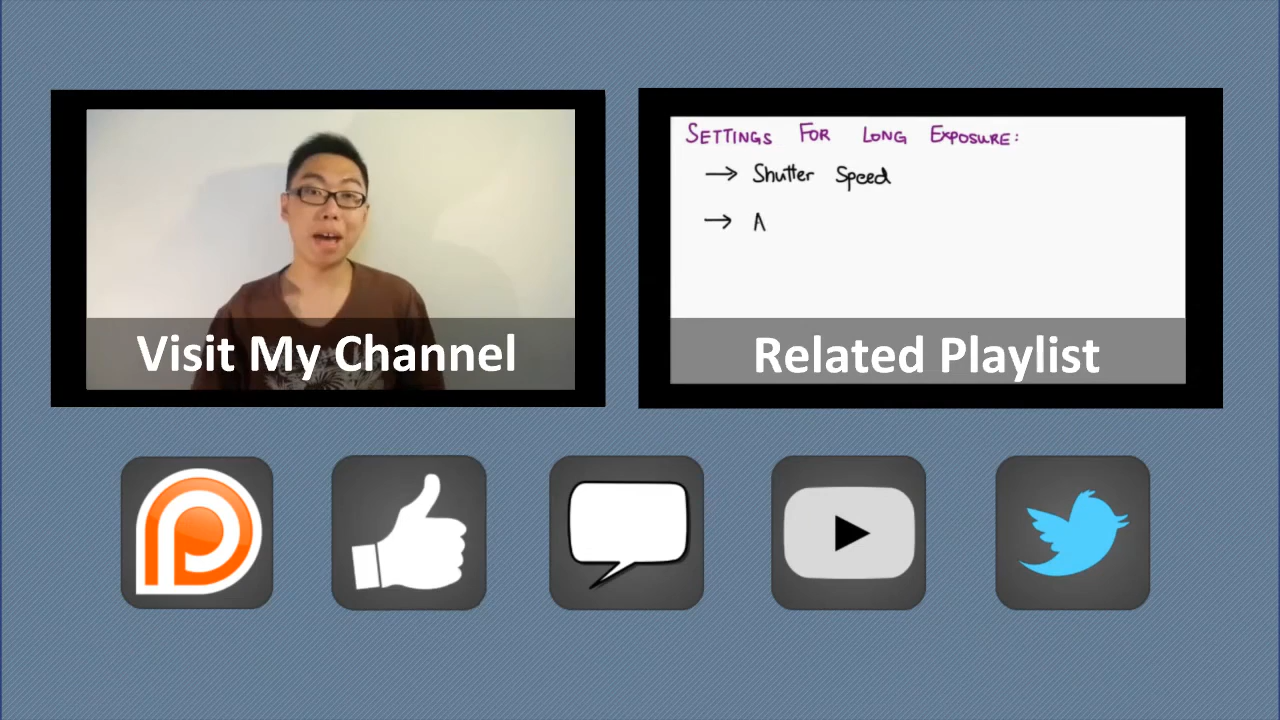 Visit My Channel
SETTINGS FOR LONG EXPOSURE:
→ Shutter Speed
→ A
Related Playlist